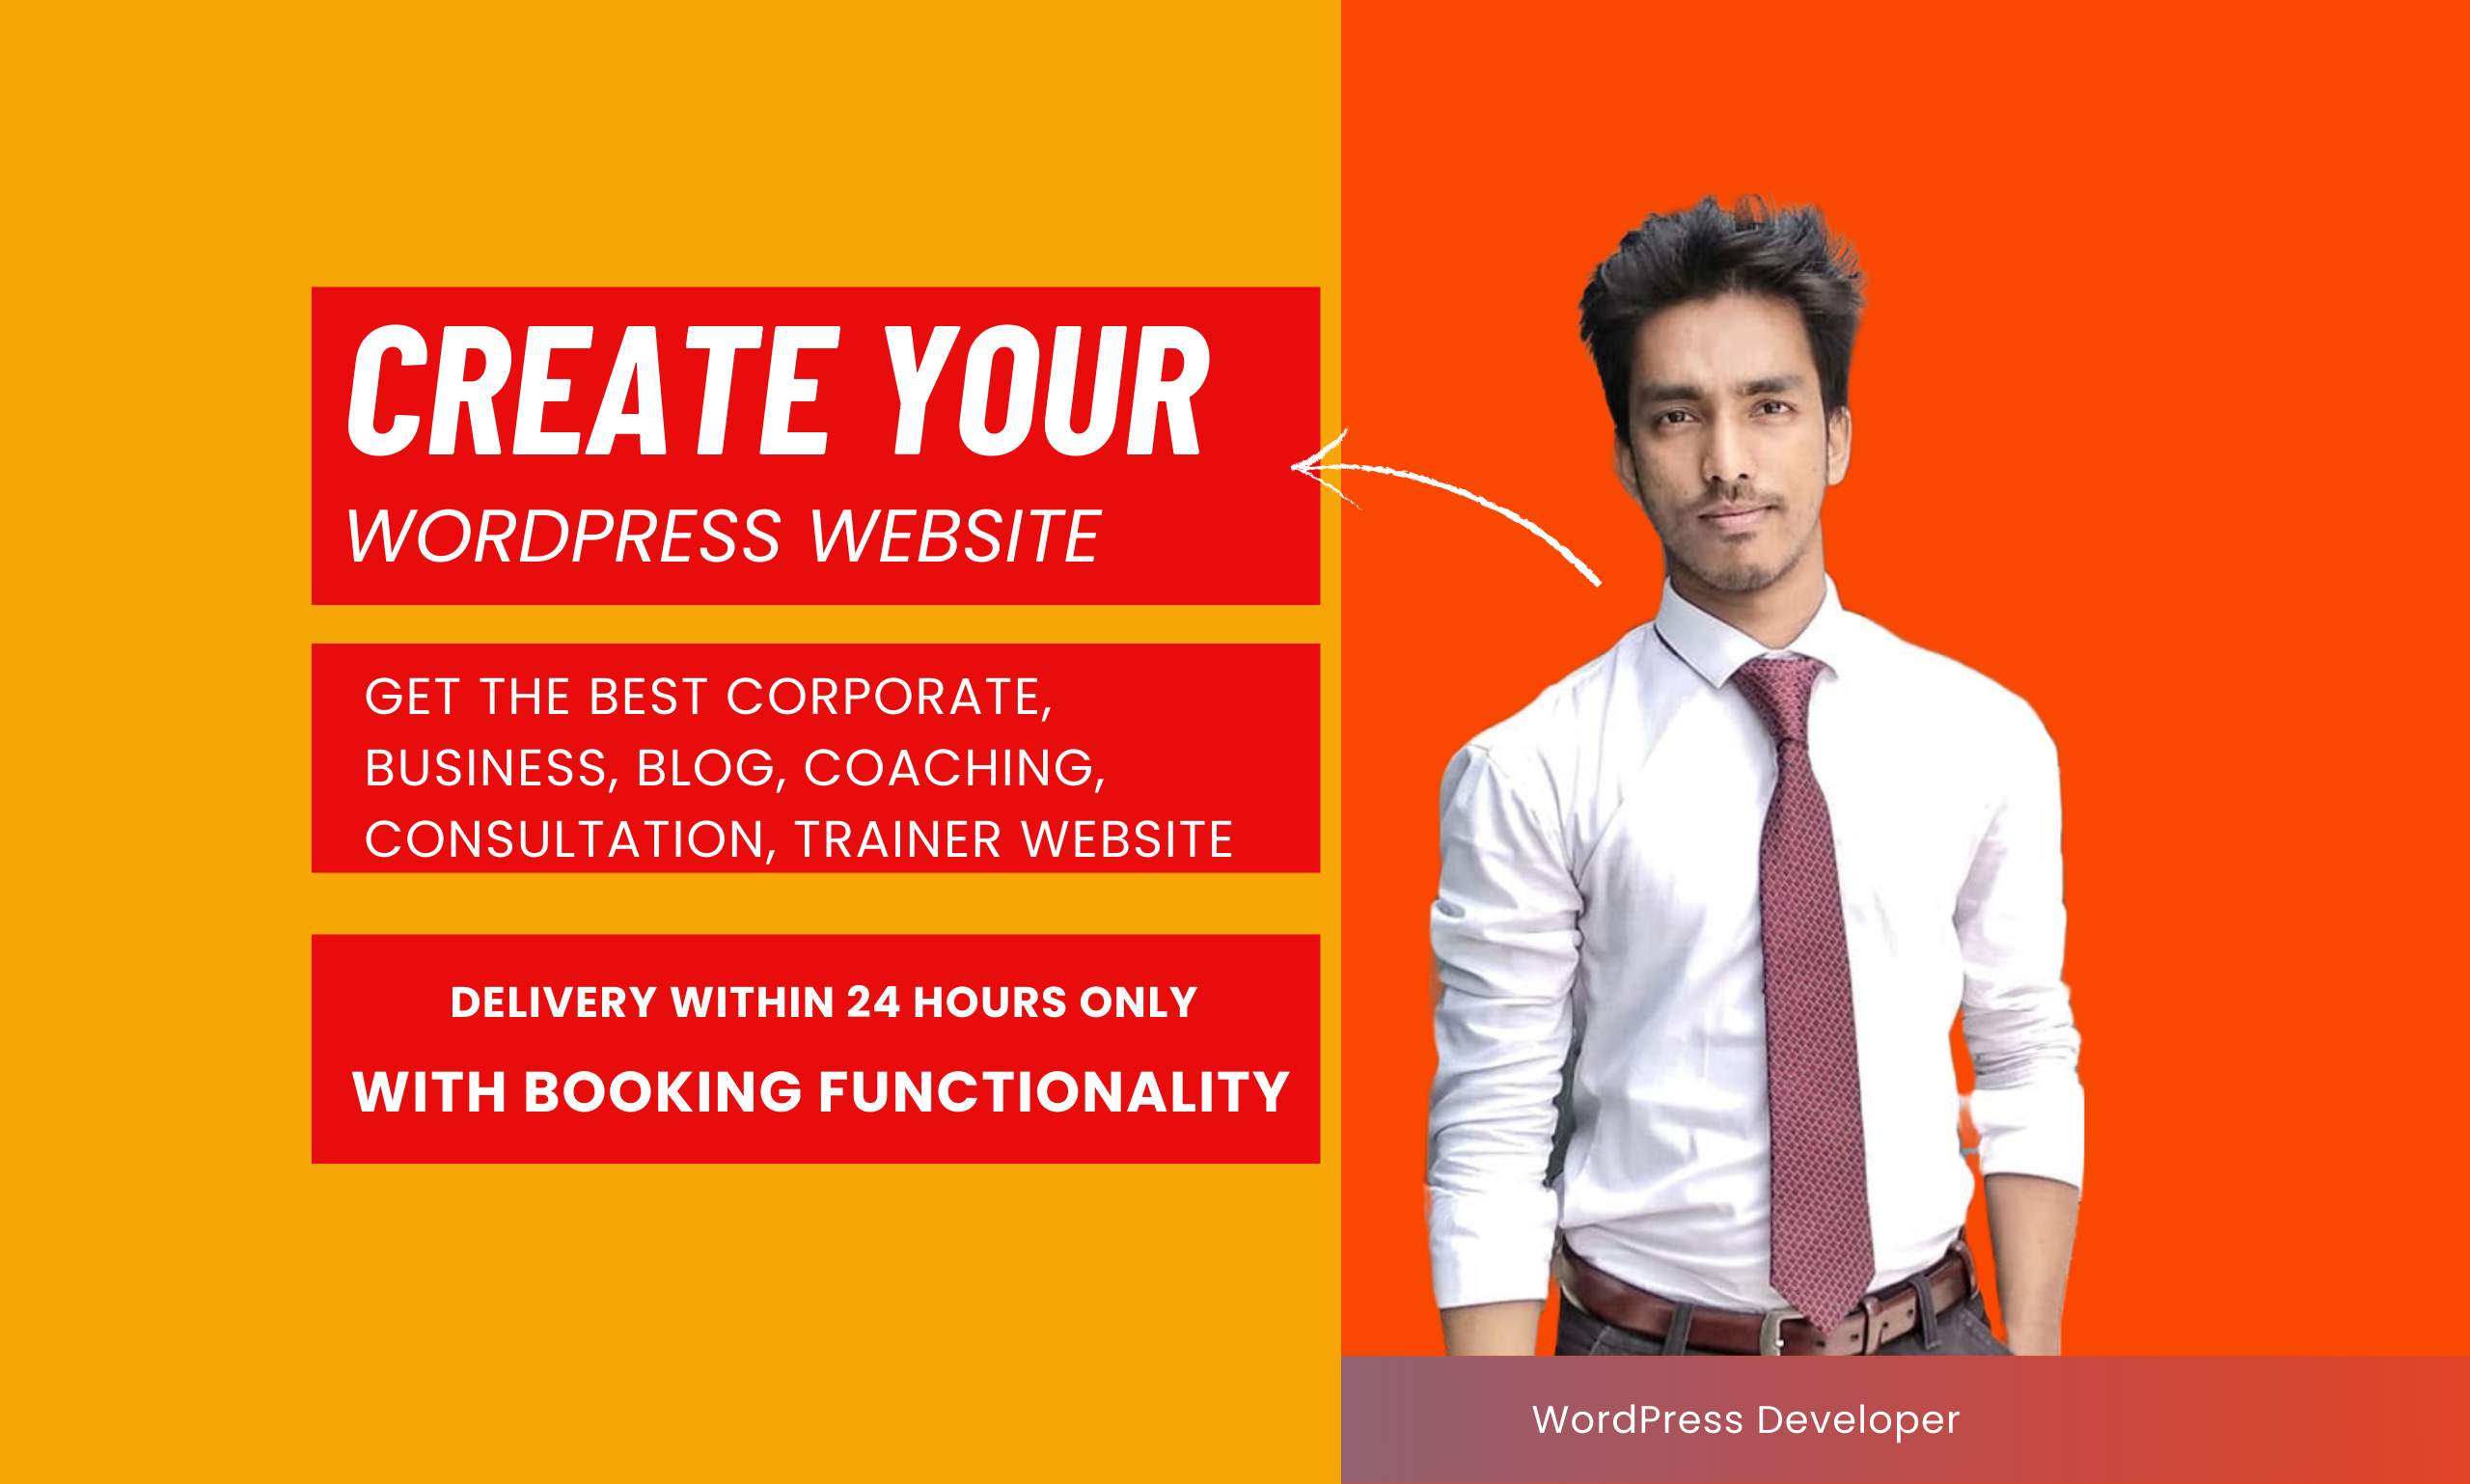 CREATE YOUR
WORDPRESS WEBSITE
GET THE BEST CORPORATE,
BUSINESS, BLOG, COACHING,
CONSULTATION, TRAINER WEBSITE
DELIVERY WITHIN 24 HOURS ONLY
WITH BOOKING FUNCTIONALITY
WordPress Developer